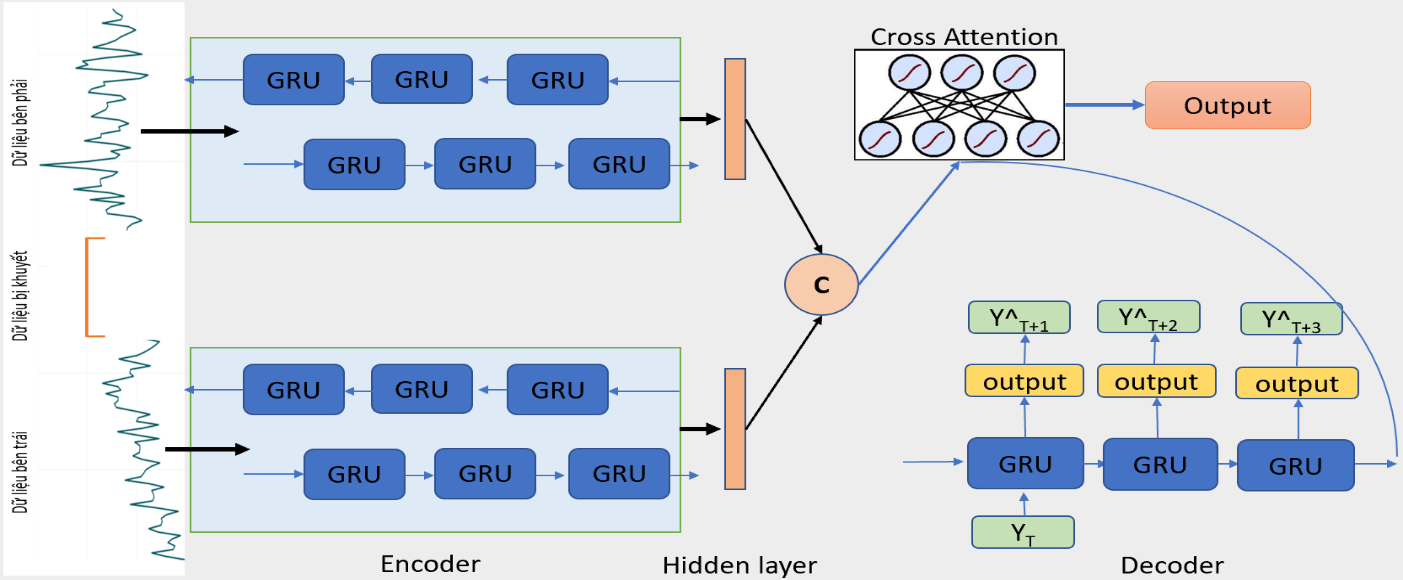 Dữ liệu bên phải
Dữ liệu bị khuyết
Dữ liệu bên trái
GRU GRU GRU
GRU GRU GRU
GRU GRU GRU
GRU GRU GRU
Encoder
Hidden layer
C
Cross Attention
Output
Y^T+1 Y^T+2 Y^T+3
output output output
GRU GRU GRU
YT
Decoder